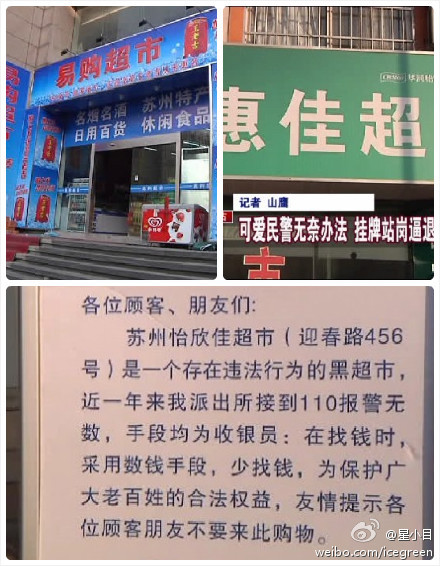 易购超市
名烟名酒
日用百货
苏州特产
休闲食品
惠佳超
记者 山鹰
可爱民警无奈办法 挂牌站岗逼退
各位顾客、朋友们:
苏州怡欣佳超市(迎春路456
号)是一个存在违法行为的黑超市,
近一年来我派出所接到110报警无
数,手段均为收银员:在找钱时,
采用数钱手段,少找钱,为保护广
大老百姓的合法权益,友情提示各
位顾客朋友不要来此购物。
@星小目
weibo.com/icegreen